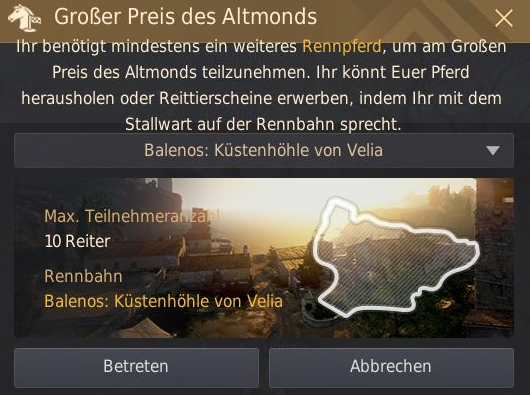 Großer Preis des Altmonds
Ihr benötigt mindestens ein weiteres Rennpferd, um am Großen
Preis des Altmonds teilzunehmen. Ihr könnt Euer Pferd
herausholen oder Reittierscheine erwerben, indem Ihr mit dem
Stallwart auf der Rennbahn sprecht.
Balenos: Küstenhöhle von Velia
Max. Teilnehmeranzahl
10 Reiter
Rennbahn
Balenos: Küstenhöhle von Velia
Betreten
Abbrechen